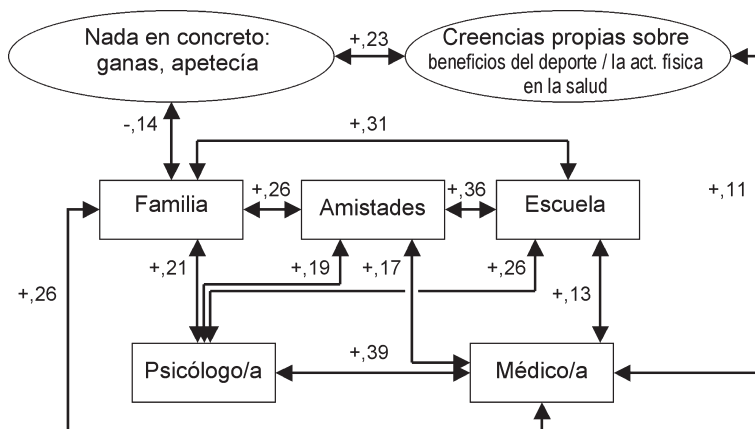 Nada en concreto:
ganas, apetecía
+,23
Creencias propias sobre
beneficios del deporte / la act. física
en la salud
-,14
+,31
+,11
Familia
+,26
Amistades
+,36
Escuela
+,21
+,19
+,17
+,26
+,26
+,13
Psicólogo/a
+,39
Médico/a